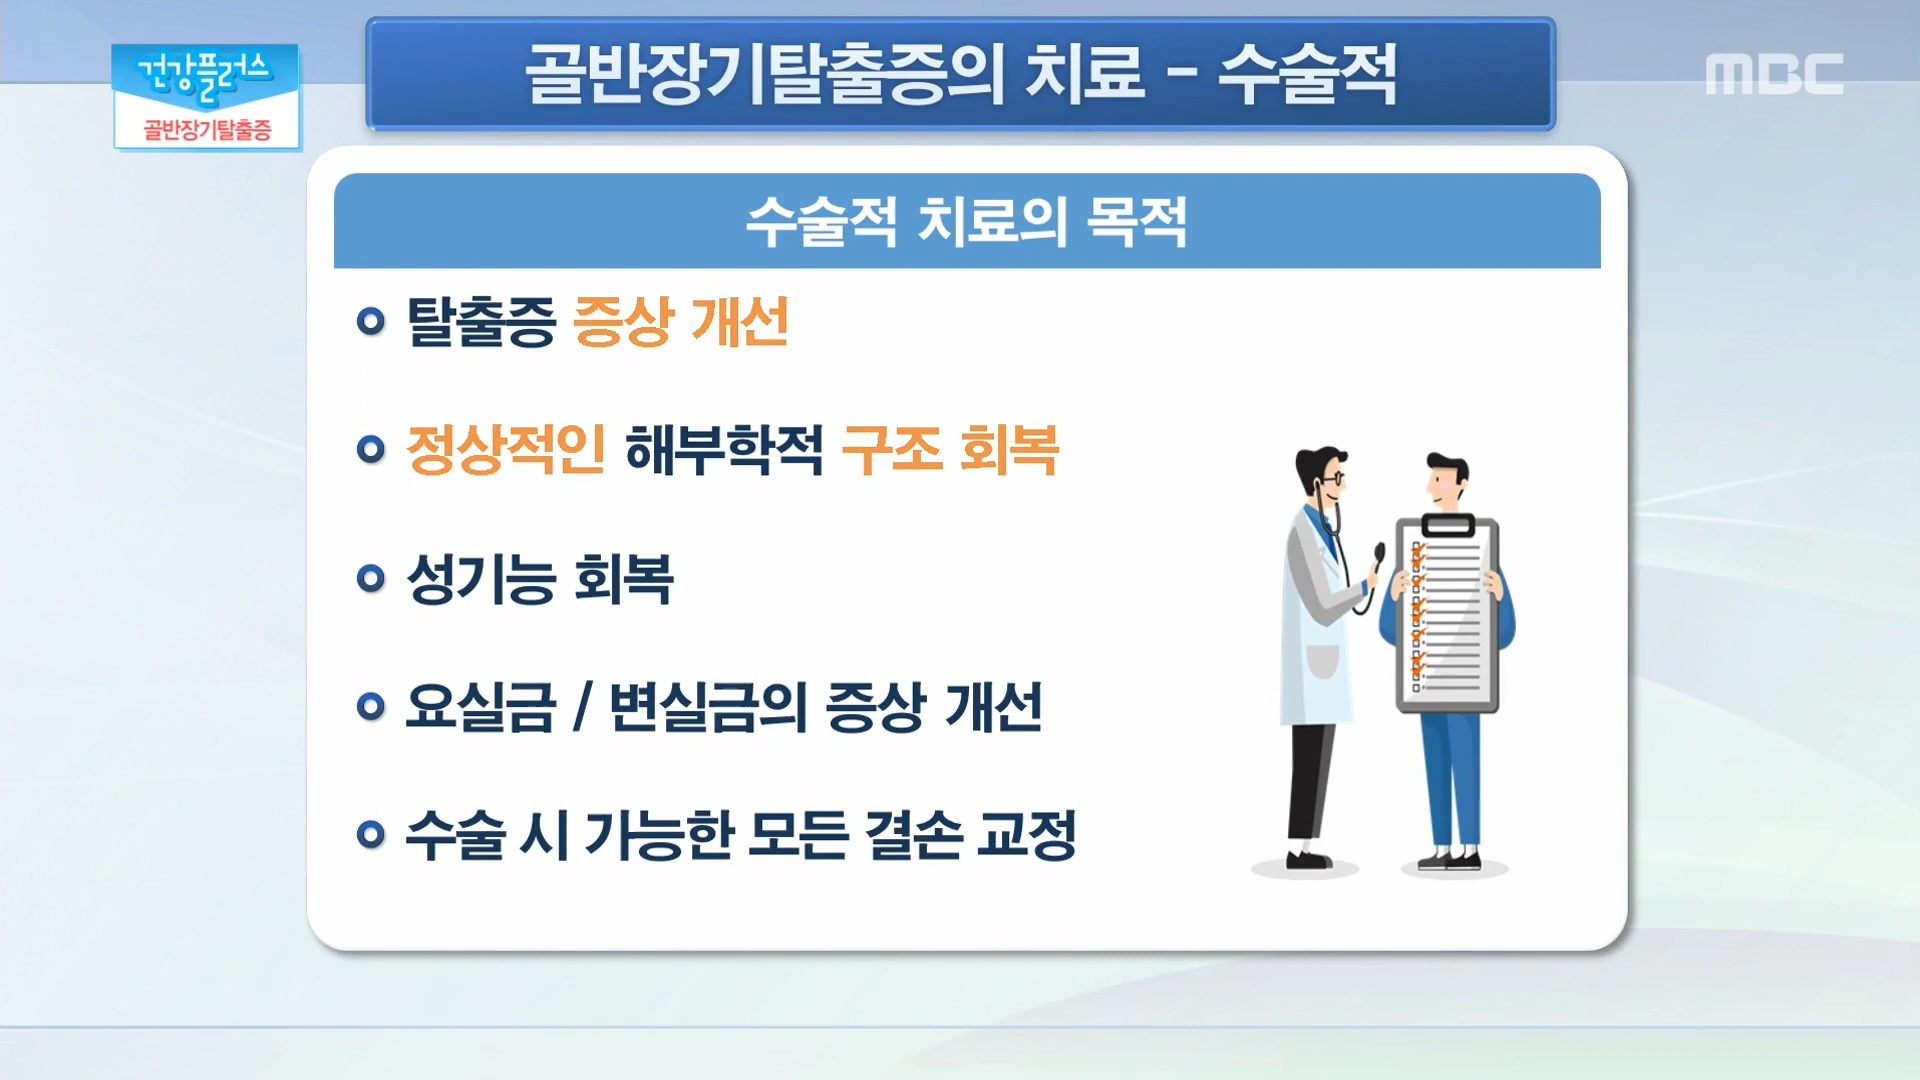 건강플러스
골반장기탈출증
골반장기탈출증의 치료 - 수술적
MBC
수술적 치료의 목적
탈출증 증상 개선
정상적인 해부학적 구조 회복
성기능 회복
요실금 / 변실금의 증상 개선
수술 시 가능한 모든 결손 교정